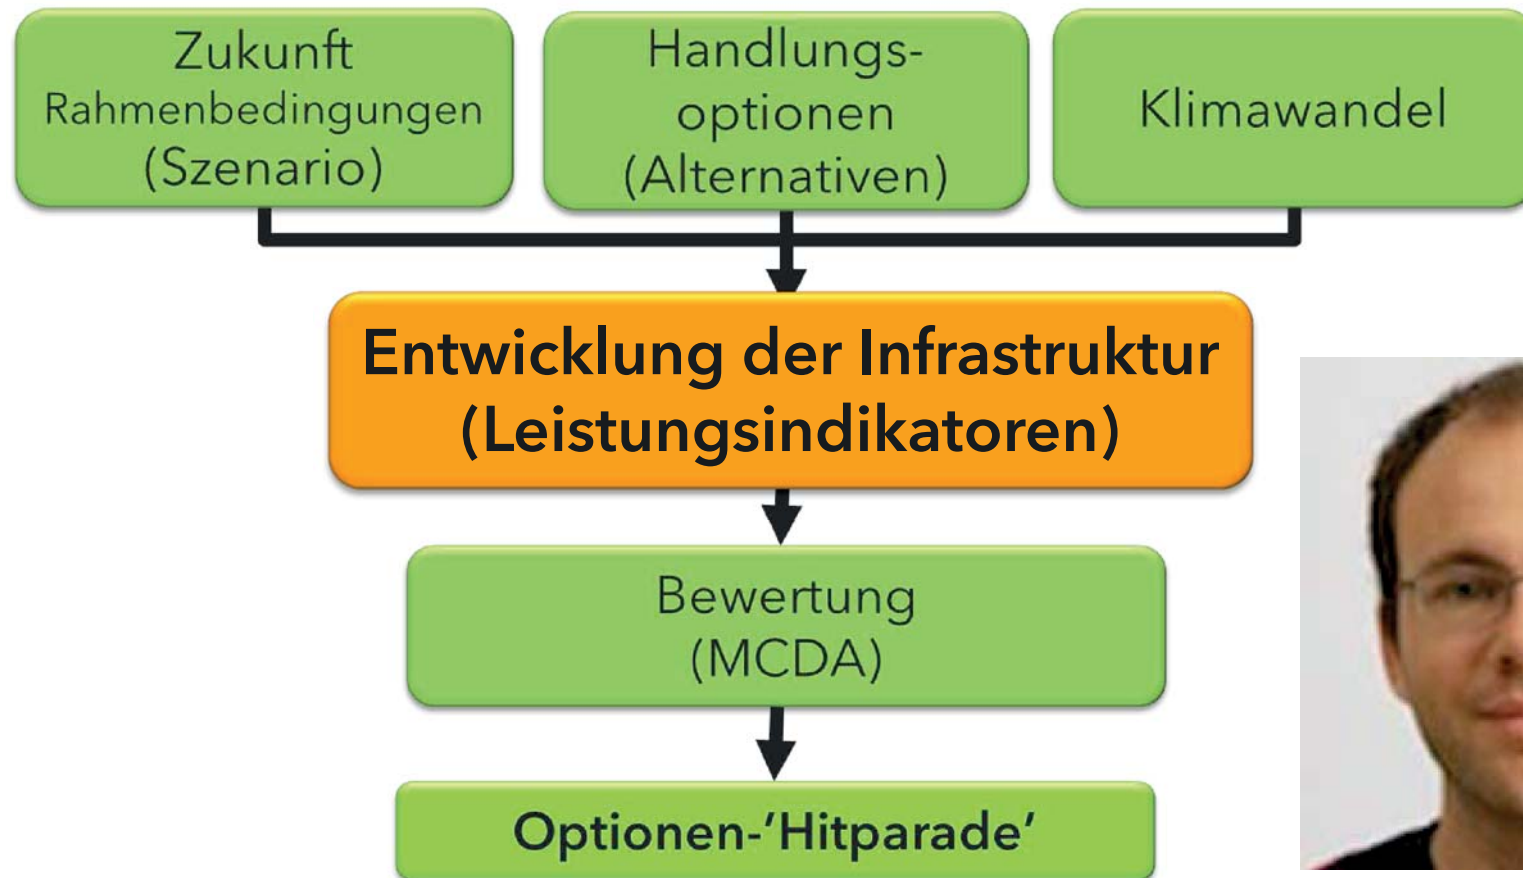 Zukunft
Rahmenbedingungen
(Szenario)
Handlungs-
optionen
(Alternativen)
Klimawandel
Entwicklung der Infrastruktur
(Leistungsindikatoren)
Bewertung
(MCDA)
Optionen-'Hitparade'